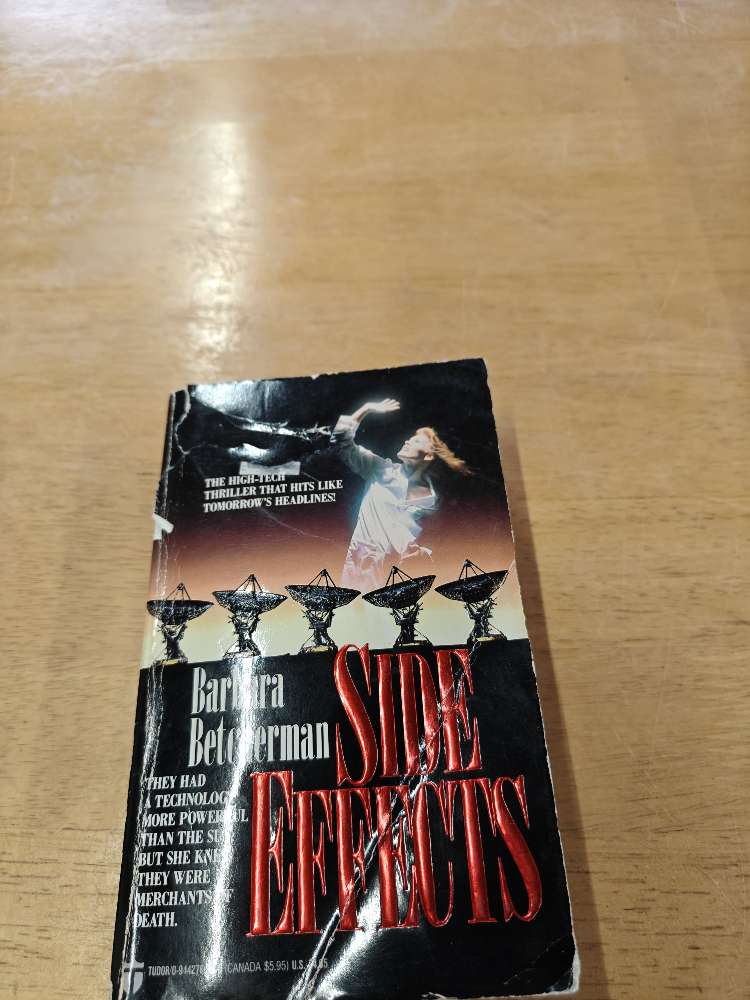 THE HIGH-TECH
THRILLER THAT HITS LIKE
TOMORROW'S HEADLINES!
Barbara
Betcherman
SIDE
EFFECTS
THEY HAD
A TECHNOLOGY
MORE POWERFUL
THAN THE SUN
BUT SHE KNEW
THEY WERE
MERCHANTS OF
DEATH.
(CANADA $5.95) U.S.